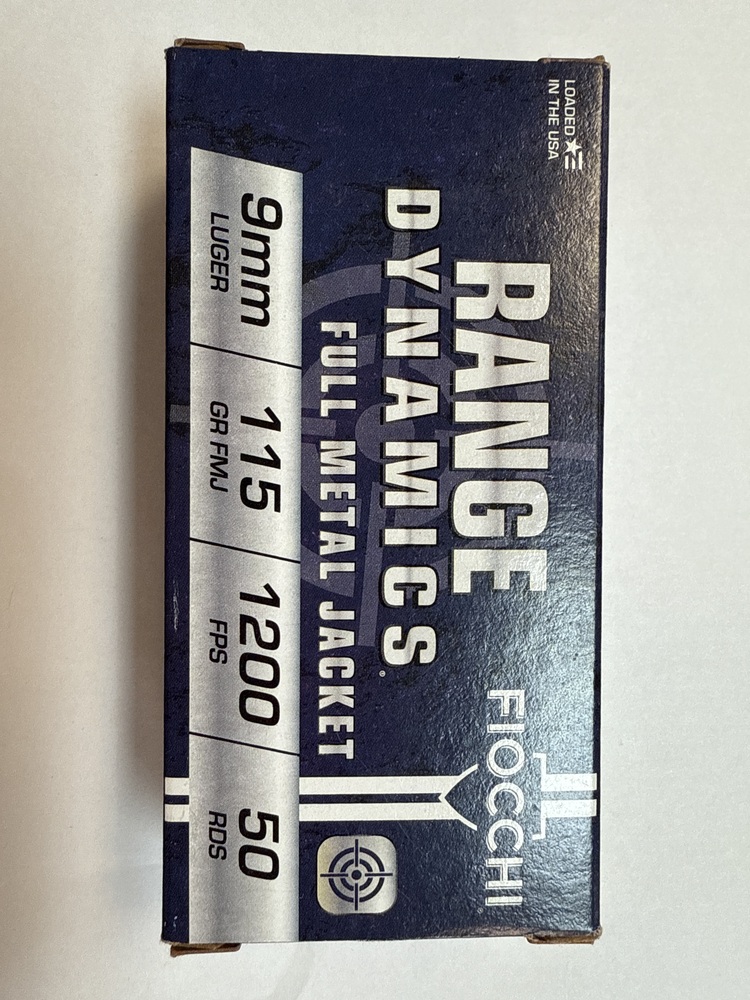 LOADED
IN THE USA
RANGE
DYNAMICS®
FULL METAL JACKET
FIOCCHI
9mm
LUGER
115
GR FMJ
1200
FPS
50
RDS